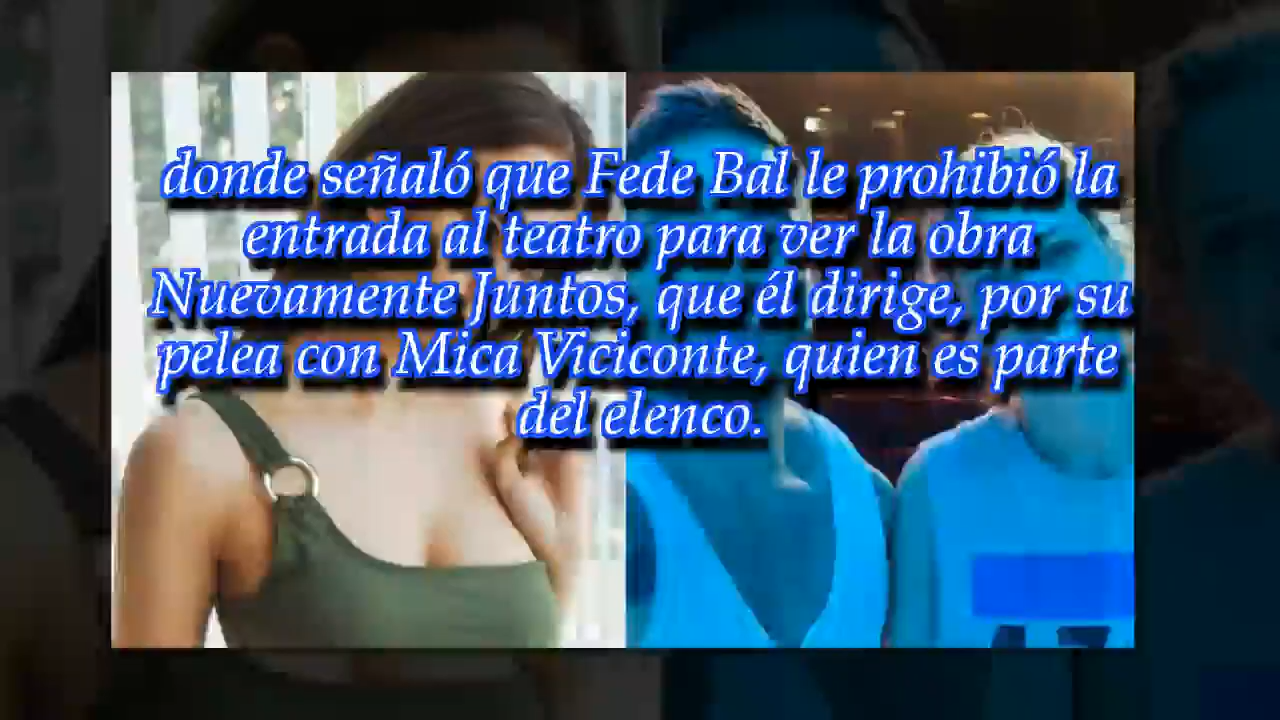 donde señaló que Fede Bal le prohibió la
entrada al teatro para ver la obra
Nuevamente Juntos, que él dirige, por su
pelea con Mica Viciconte, quien es parte
del elenco.